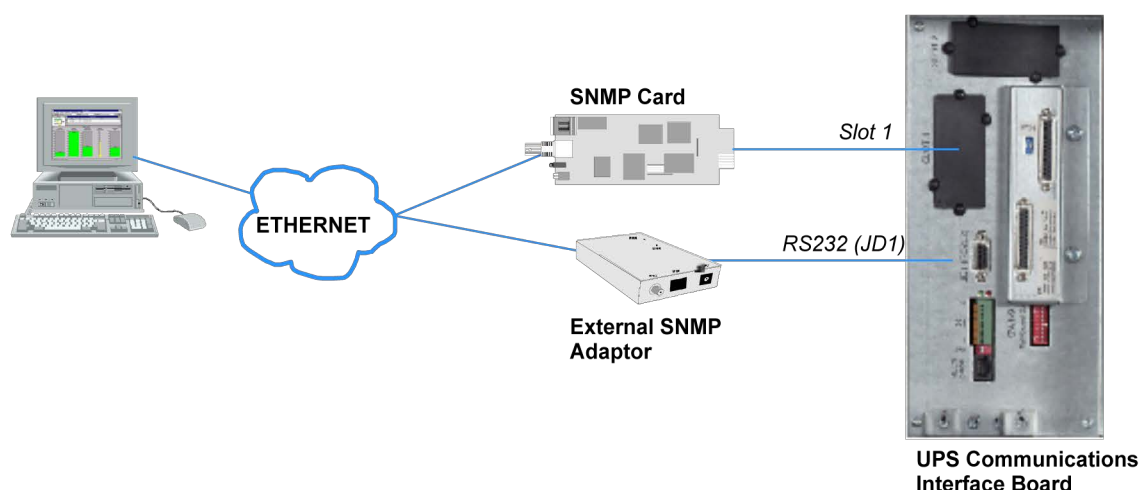 SNMP Card
Slot 1
ETHERNET
RS232 (JD1)
External SNMP
Adaptor
UPS Communications
Interface Board